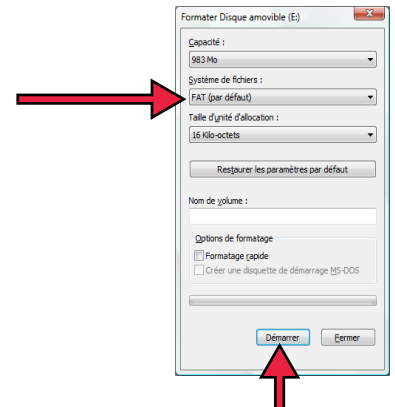 Formater Disque amovible (E:)
Capacité :
983 Mo
Système de fichiers :
FAT (par défaut)
Taille d'unité d'allocation :
16 Kilo-octets
Restaurer les paramètres par défaut
Nom de volume :
Options de formatage
Formatage rapide
Créer une disquette de démarrage MS-DOS
Démarrer Fermer